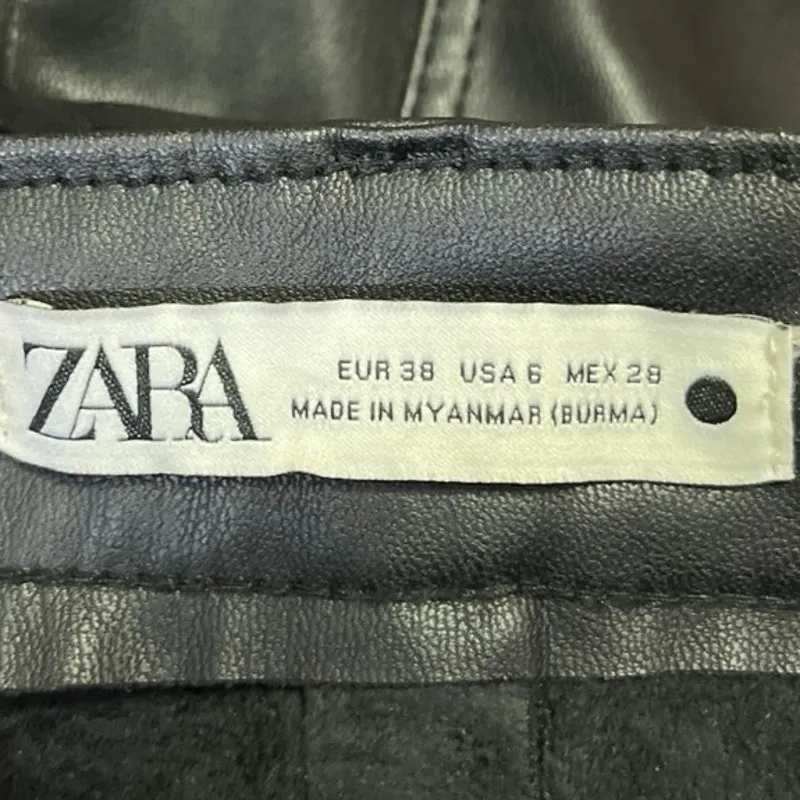 ZARA
EUR 38 USA 6 MEX 28
MADE IN MYANMAR (BURMA)